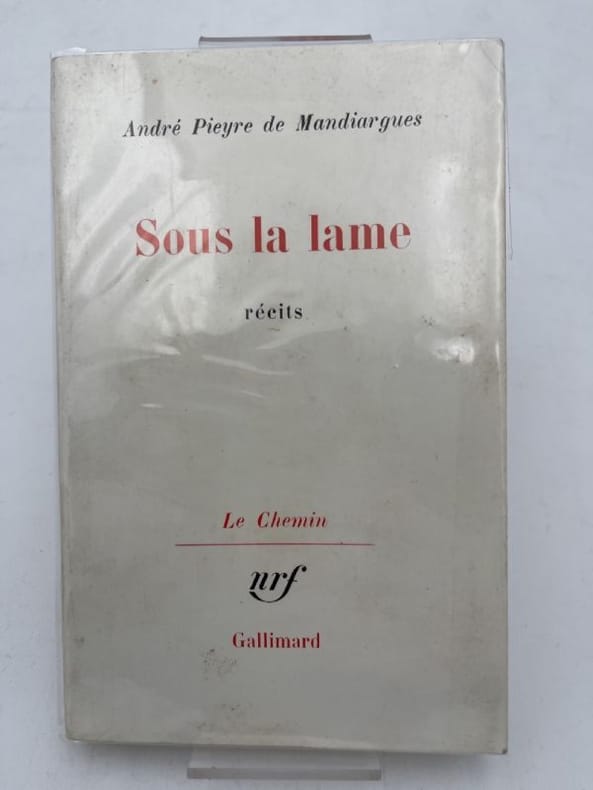 André Pieyre de Mandiargues
Sous la lame
récits
Le Chemin
nrf
Gallimard